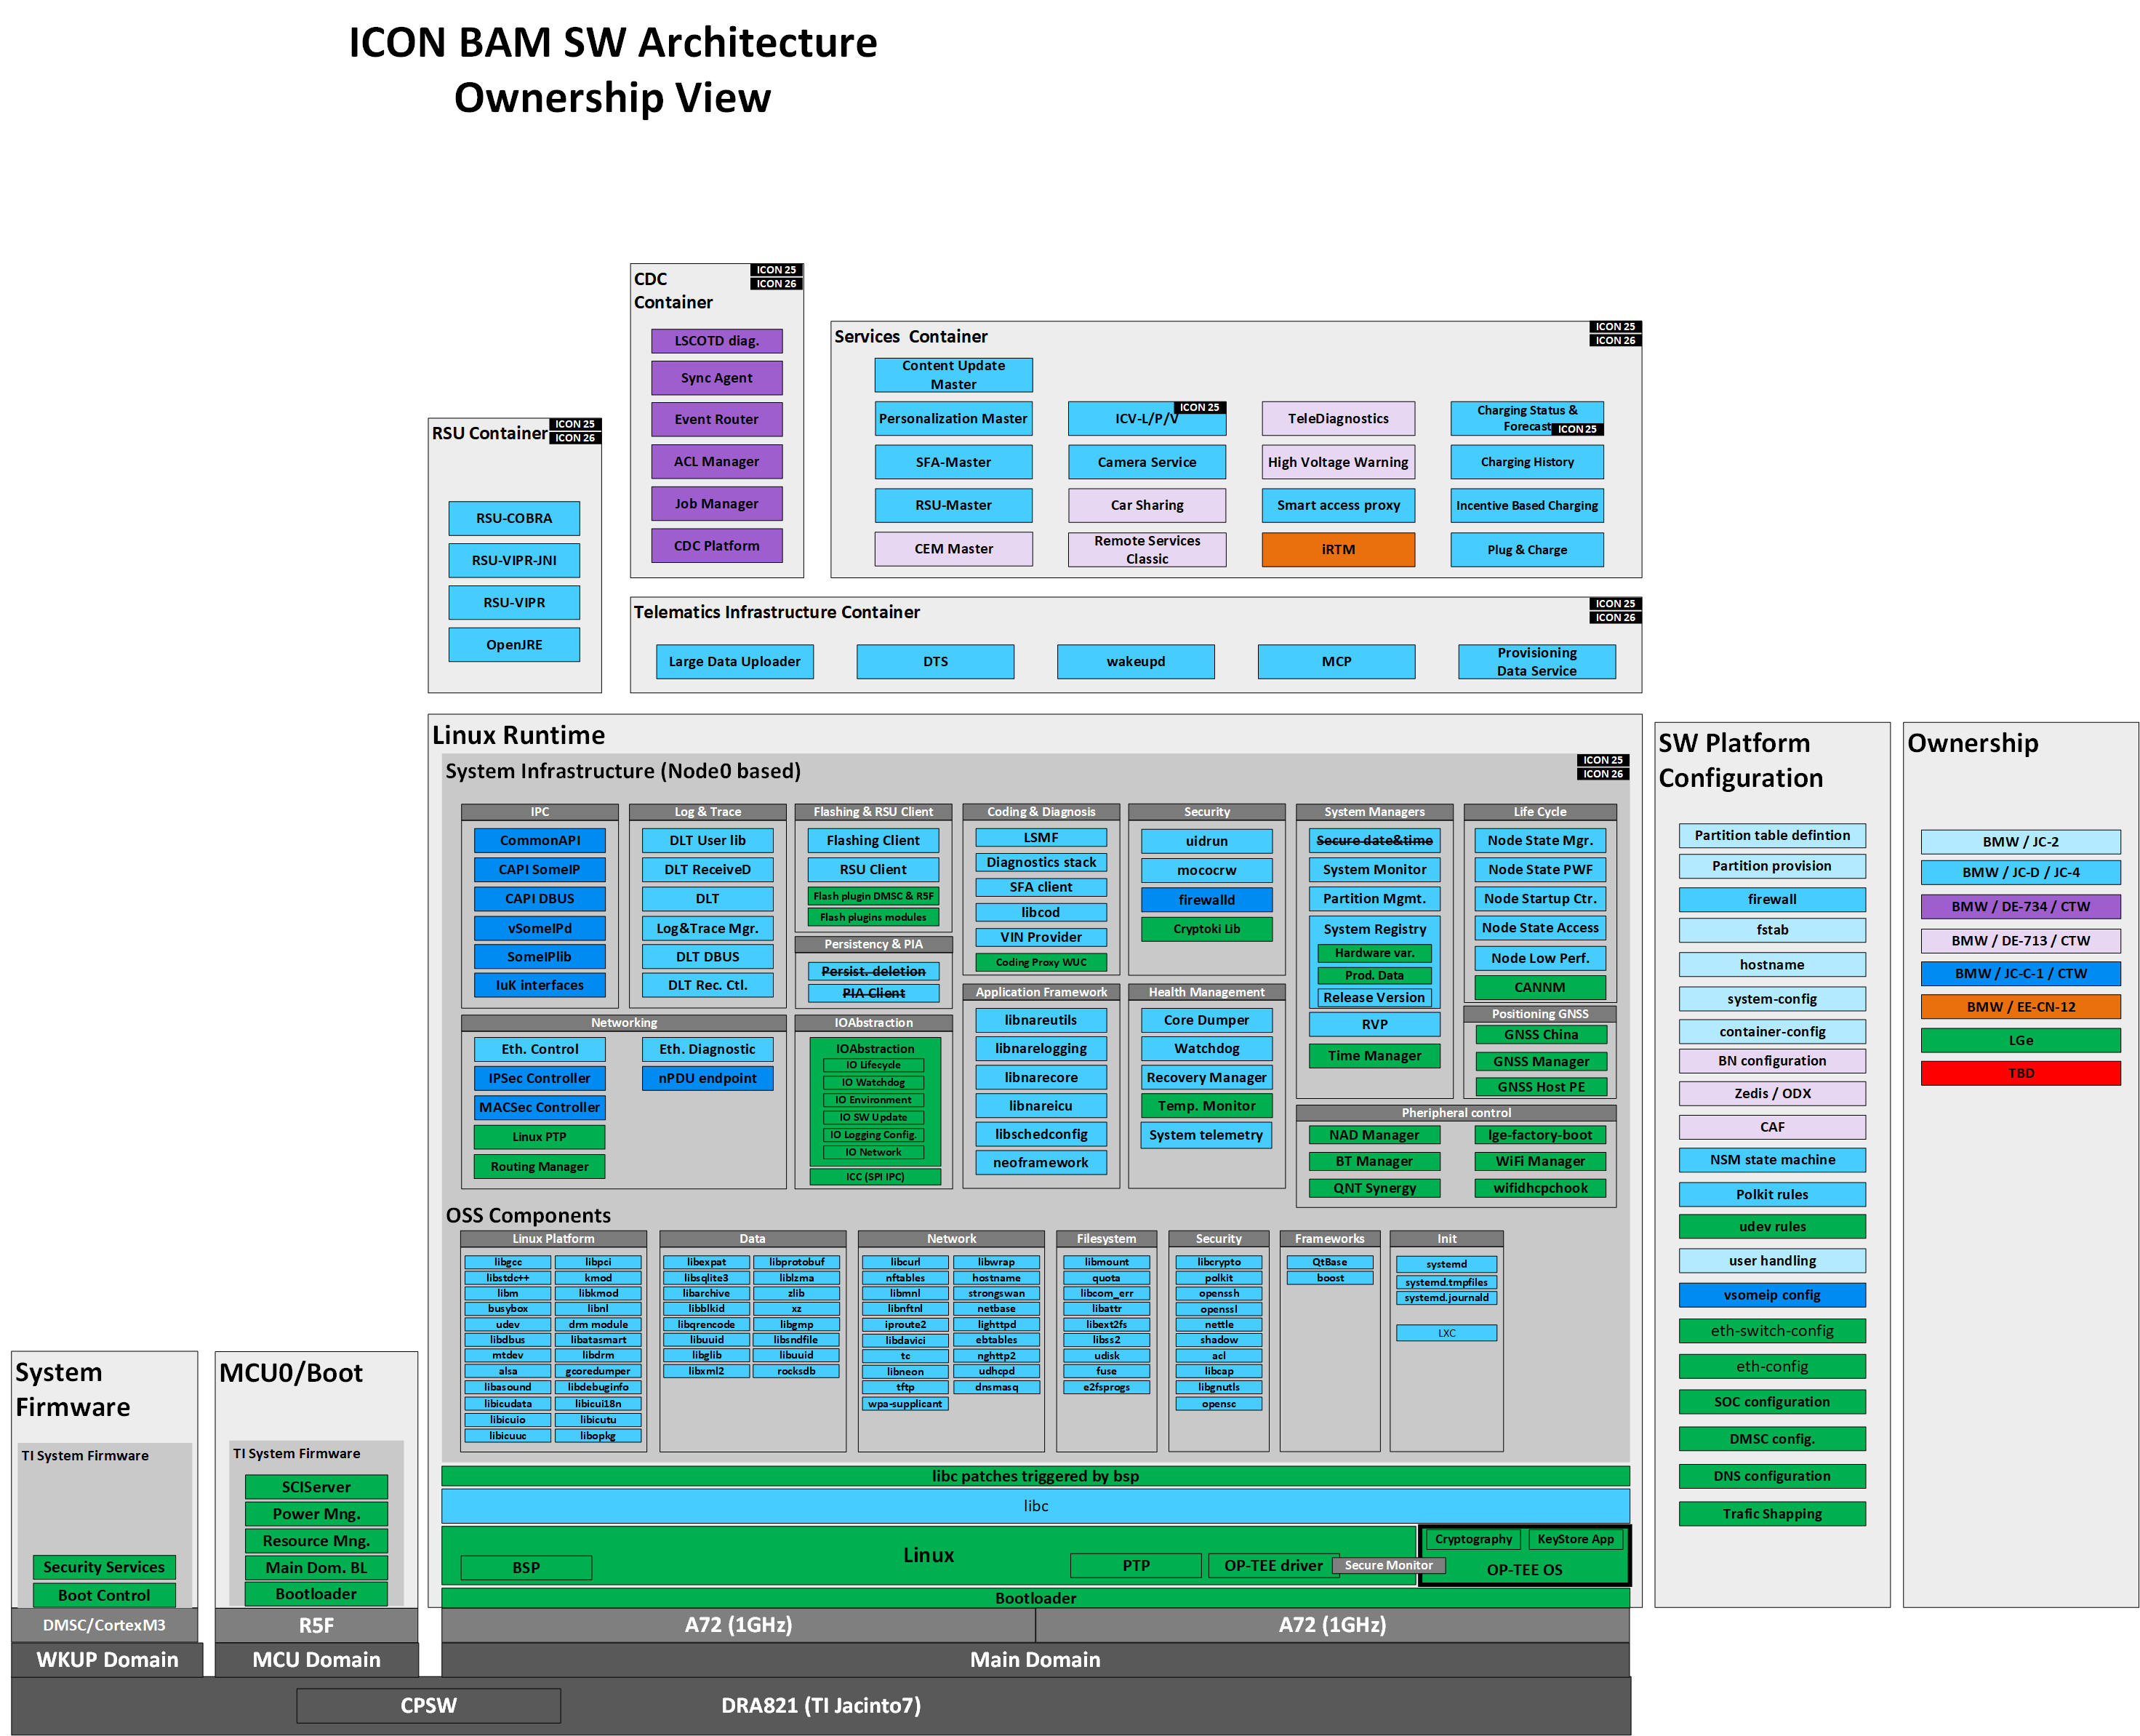 ICON BAM SW Architecture
Ownership View
CDC
Container
ICON 25
ICON 26
LSCOTD diag.
Sync Agent
Event Router
ACL Manager
Job Manager
CDC Platform
Services Container
ICON 25
ICON 26
Content Update
Master
Personalization Master
SFA-Master
RSU-Master
CEM Master
ICV-L/P/V
ICON 25
Camera Service
Car Sharing
Remote Services
Classic
TeleDiagnostics
High Voltage Warning
Smart access proxy
iRTM
Charging Status &
Forecast
ICON 25
Charging History
Incentive Based Charging
Plug & Charge
RSU Container
ICON 25
ICON 26
RSU-COBRA
RSU-VIPR-JNI
RSU-VIPR
OpenJRE
Telematics Infrastructure Container
ICON 25
ICON 26
Large Data Uploader
DTS
wakeupd
MCP
Provisioning
Data Service
Linux Runtime
System Infrastructure (Node0 based)
ICON 25
ICON 26
IPC
CommonAPI
CAPI SomeIP
CAPI DBUS
vSomeIPd
SomeIPlib
IuK interfaces
Log & Trace
DLT User lib
DLT ReceiveD
DLT
Log&Trace Mgr.
DLT DBUS
DLT Rec. Ctl.
Flashing & RSU Client
Flashing Client
RSU Client
Flash plugin DMSC & R5F
Flash plugins modules
Persistency & PIA
Persist. deletion
PIA Client
Coding & Diagnosis
LSMF
Diagnostics stack
SFA client
libcod
VIN Provider
Coding Proxy WUC
Security
uidrun
mococrw
firewalld
Cryptoki Lib
System Managers
Secure date&time
System Monitor
Partition Mgmt.
System Registry
Hardware var.
Prod. Data
Release Version
RVP
Time Manager
Life Cycle
Node State Mgr.
Node State PWF
Node Startup Ctr.
Node State Access
Node Low Perf.
CANNM
Networking
Eth. Control
IPSec Controller
MACSec Controller
Linux PTP
Routing Manager
Eth. Diagnostic
nPDU endpoint
IOAbstraction
IOAbstraction
IO Lifecycle
IO Watchdog
IO Environment
IO SW Update
IO Logging Config.
IO Network
ICC (SPI IPC)
Application Framework
libnareutils
libnarelogging
libnarecore
libnareicu
libschedconfig
neoframework
Health Management
Core Dumper
Watchdog
Recovery Manager
Temp. Monitor
System telemetry
Positioning GNSS
GNSS China
GNSS Manager
GNSS Host PE
Pheripheral control
NAD Manager
BT Manager
QNT Synergy
lge-factory-boot
WiFi Manager
wifidhcpchook
OSS Components
Linux Platform
libgcc
libstdc++
libm
busybox
udev
libdbus
mtdev
alsa
libasound
libicudata
libicuio
libicuuc
libpci
kmod
libkmod
libnl
drm module
libatasmart
libdrm
gcoredumper
libdebuginfo
libicui18n
libicutu
libopkg
Data
libexpat
libsqlite3
libarchive
libblkid
libqrencode
libuuid
libglib
libxml2
libprotobuf
liblzma
zlib
xz
libgmp
libsndfile
libuuid
rocksdb
Network
libcurl
nftables
libmnl
libnftnl
iproute2
libdavici
tc
libneon
tftp
wpa-supplicant
libwrap
hostname
strongswan
netbase
lighttpd
ebtables
nghttp2
udhcpd
dnsmasq
Filesystem
libmount
quota
libcom_err
libattr
libext2fs
libss2
udisk
fuse
e2fsprogs
Security
libcrypto
polkit
openssh
openssl
nettle
shadow
acl
libcap
libgnutls
opensc
Frameworks
QtBase
boost
Init
systemd
systemd.tmpfiles
systemd.journald
LXC
libc patches triggered by bsp
libc
Linux
BSP
PTP
OP-TEE driver
Secure Monitor
Cryptography
KeyStore App
OP-TEE OS
Bootloader
A72 (1GHz)
A72 (1GHz)
Main Domain
System
Firmware
TI System Firmware
Security Services
Boot Control
DMSC/CortexM3
WKUP Domain
MCU0/Boot
TI System Firmware
SCIServer
Power Mng.
Resource Mng.
Main Dom. BL
Bootloader
R5F
MCU Domain
CPSW
DRA821 (TI Jacinto7)
SW Platform
Configuration
Partition table defintion
Partition provision
firewall
fstab
hostname
system-config
container-config
BN configuration
Zedis / ODX
CAF
NSM state machine
Polkit rules
udev rules
user handling
vsomeip config
eth-switch-config
eth-config
SOC configuration
DMSC config.
DNS configuration
Trafic Shapping
Ownership
BMW / JC-2
BMW / JC-D / JC-4
BMW / DE-734 / CTW
BMW / DE-713 / CTW
BMW / JC-C-1 / CTW
BMW / EE-CN-12
LGe
TBD